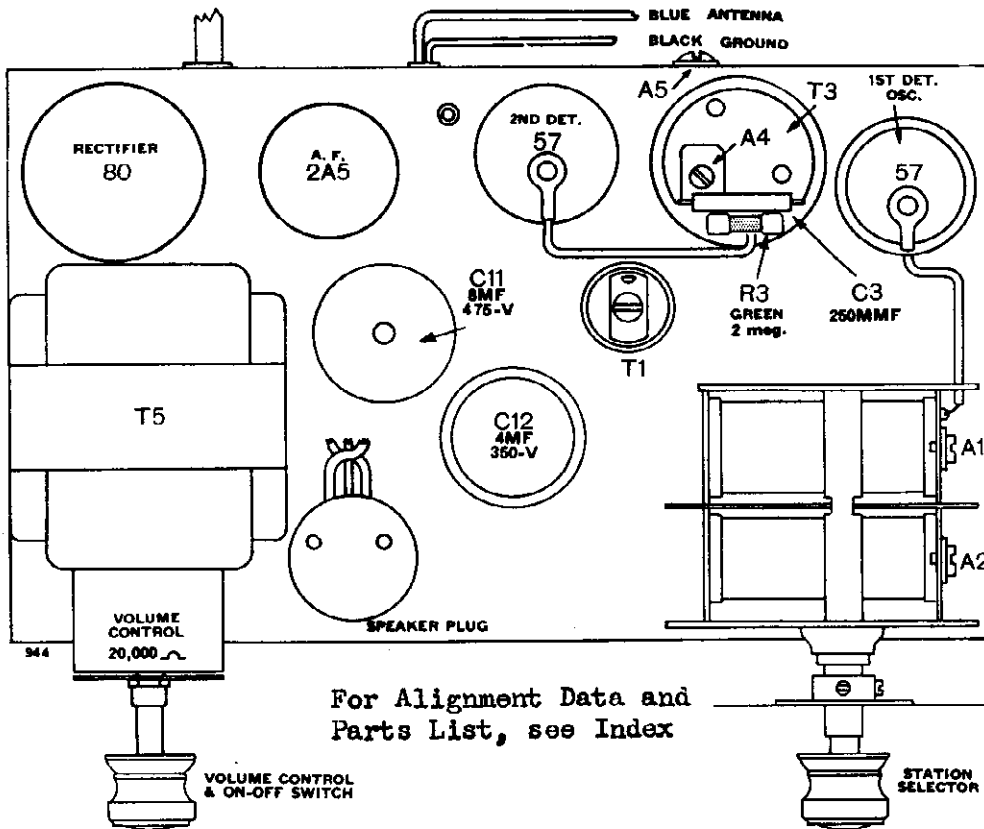 BLUE ANTENNA
BLACK GROUND
A5
T3
1ST DET.
OSC.
RECTIFIER
80
A. F.
2A5
2ND DET.
57
A4
57
C11
8MF
475-V
R3
GREEN
2 meg.
C3
250MMF
T1
T5
C12
4MF
350-V
A1
A2
VOLUME
CONTROL
20,000 Ω
SPEAKER PLUG
944
For Alignment Data and
Parts List, see Index
VOLUME CONTROL
& ON-OFF SWITCH
STATION
SELECTOR